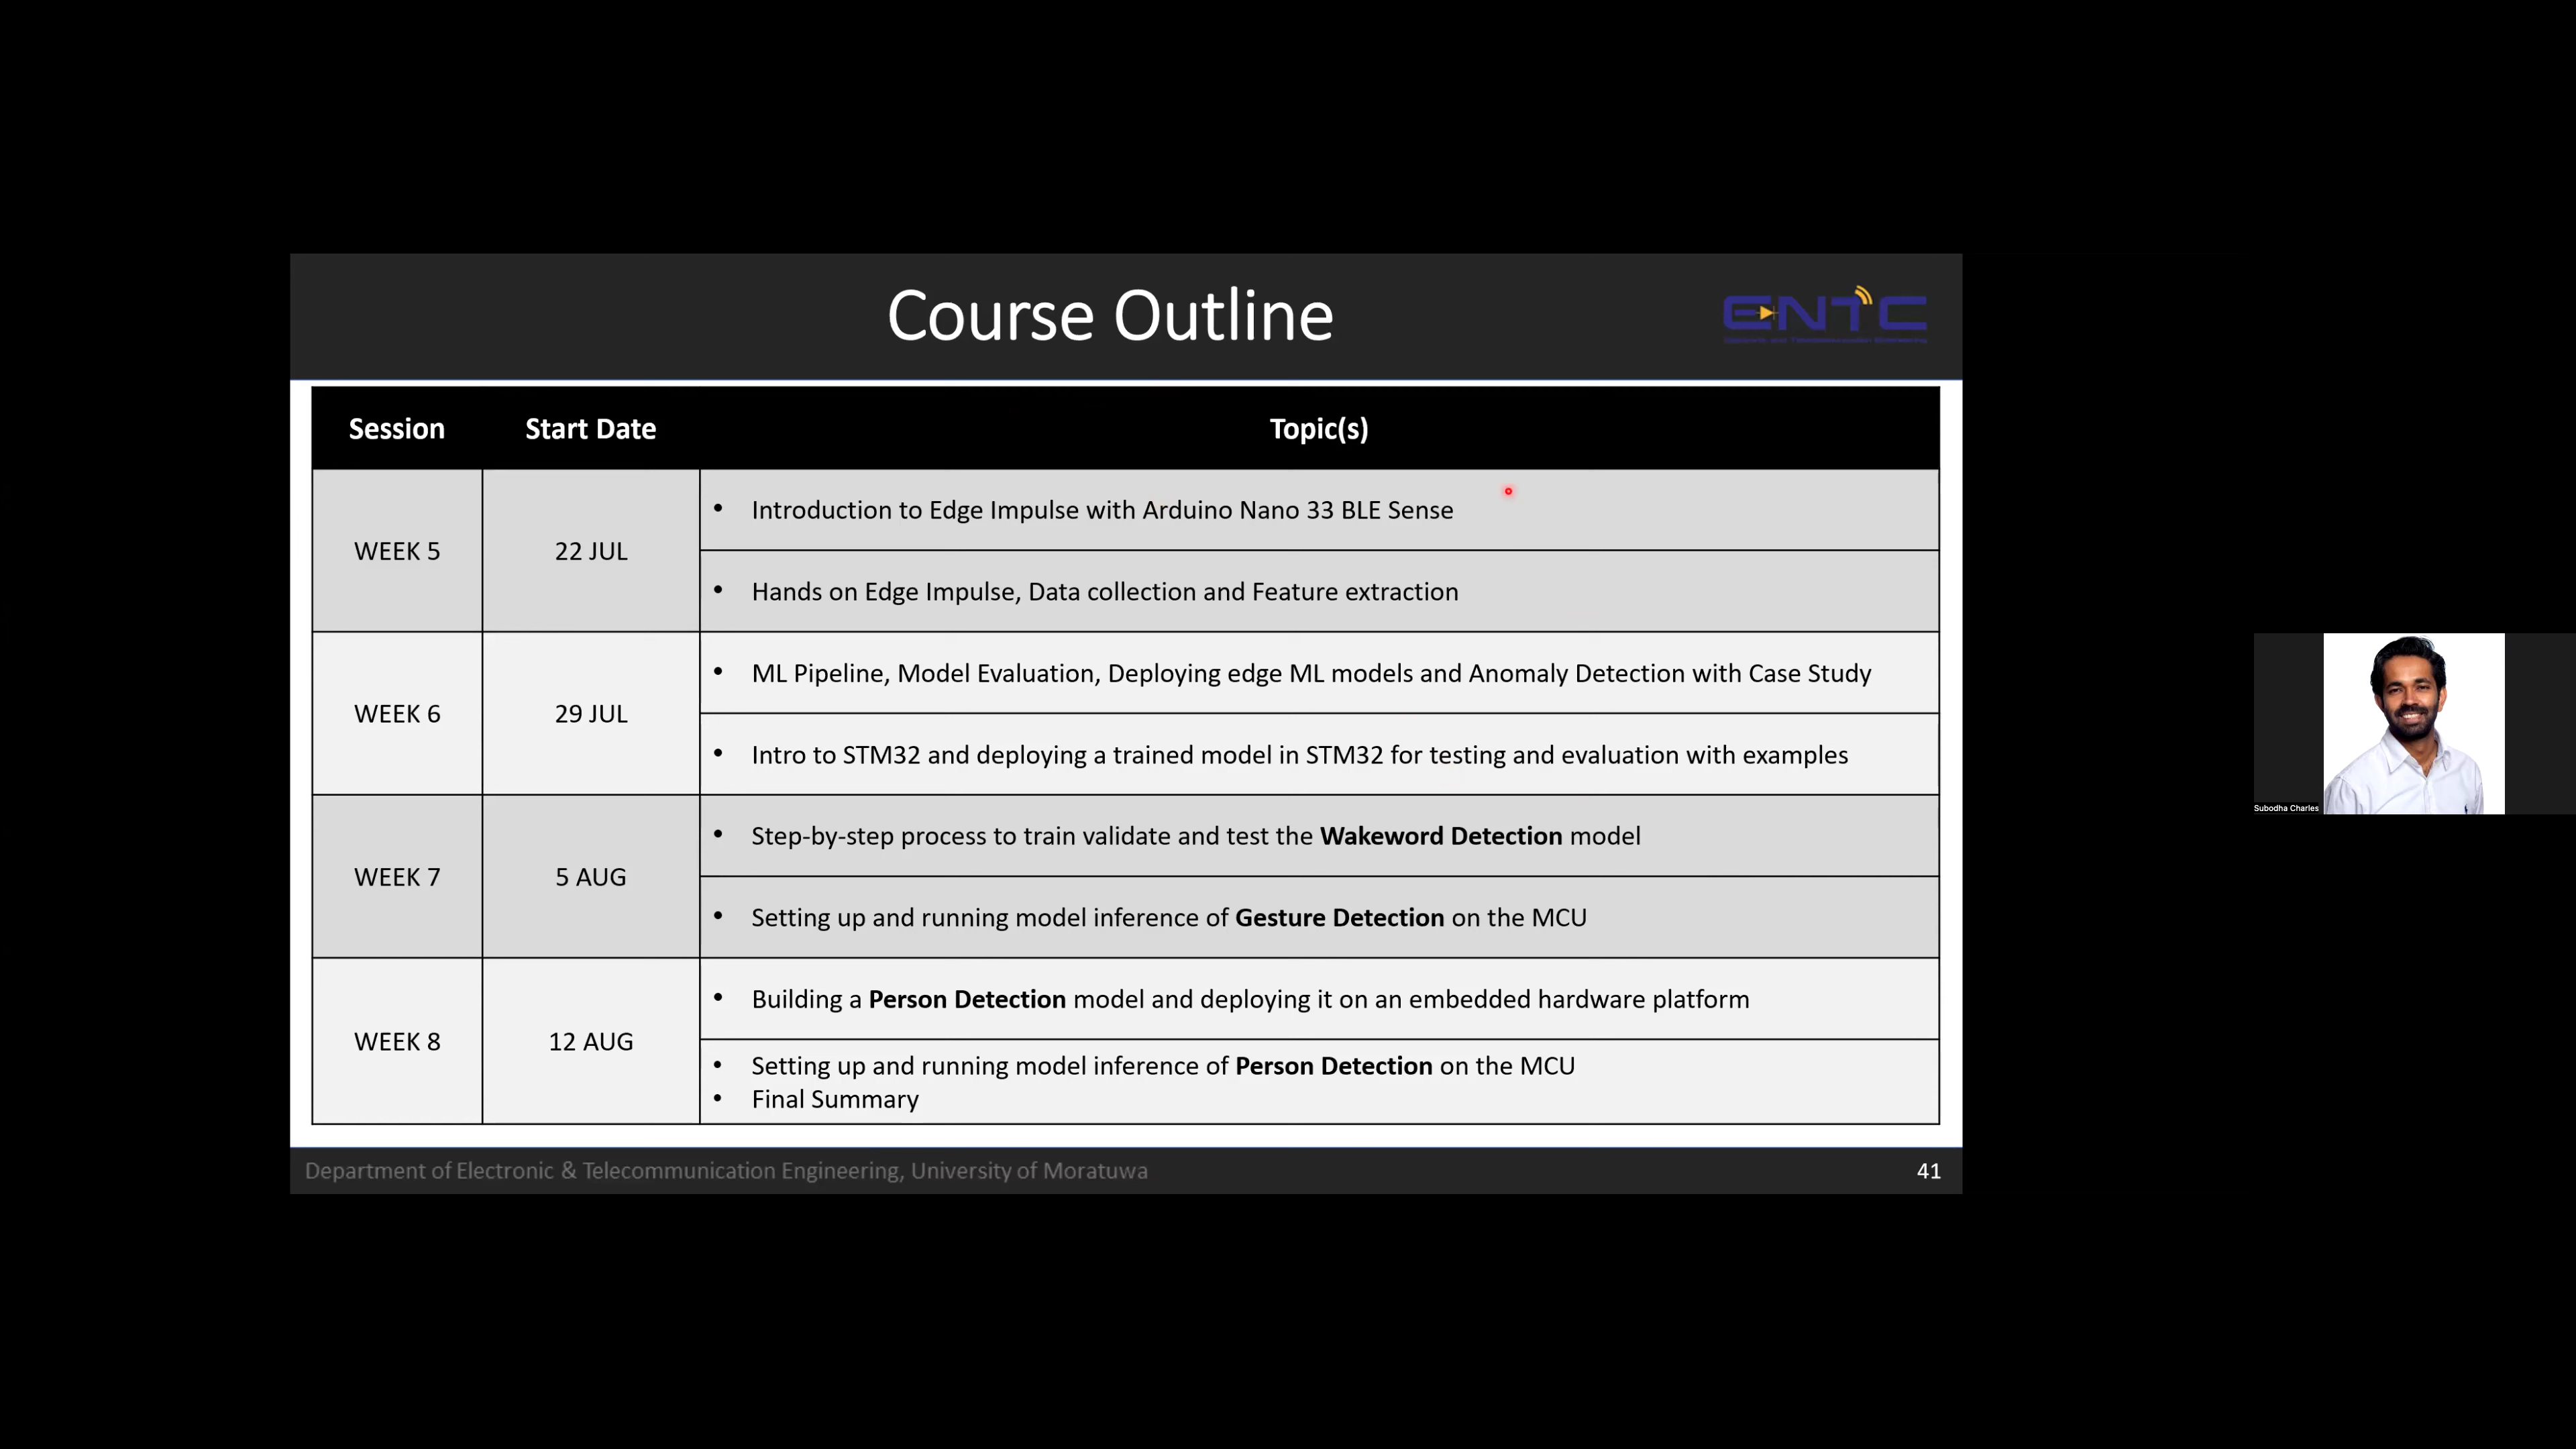 Course Outline
ENTC
Session Start Date Topic(s)
WEEK 5 22 JUL
• Introduction to Edge Impulse with Arduino Nano 33 BLE Sense
• Hands on Edge Impulse, Data collection and Feature extraction
WEEK 6 29 JUL
• ML Pipeline, Model Evaluation, Deploying edge ML models and Anomaly Detection with Case Study
• Intro to STM32 and deploying a trained model in STM32 for testing and evaluation with examples
WEEK 7 5 AUG
• Step-by-step process to train validate and test the Wakeword Detection model
• Setting up and running model inference of Gesture Detection on the MCU
WEEK 8 12 AUG
• Building a Person Detection model and deploying it on an embedded hardware platform
• Setting up and running model inference of Person Detection on the MCU
• Final Summary
Department of Electronic & Telecommunication Engineering, University of Moratuwa
41
Subodha Charles